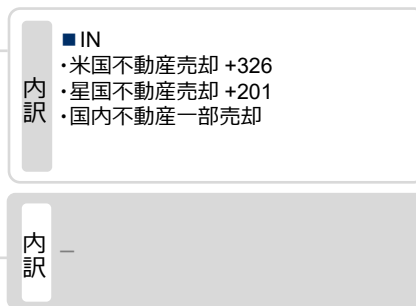 内訳
■IN
・米国不動産売却 +326
・星国不動産売却 +201
・国内不動産一部売却
内訳
–